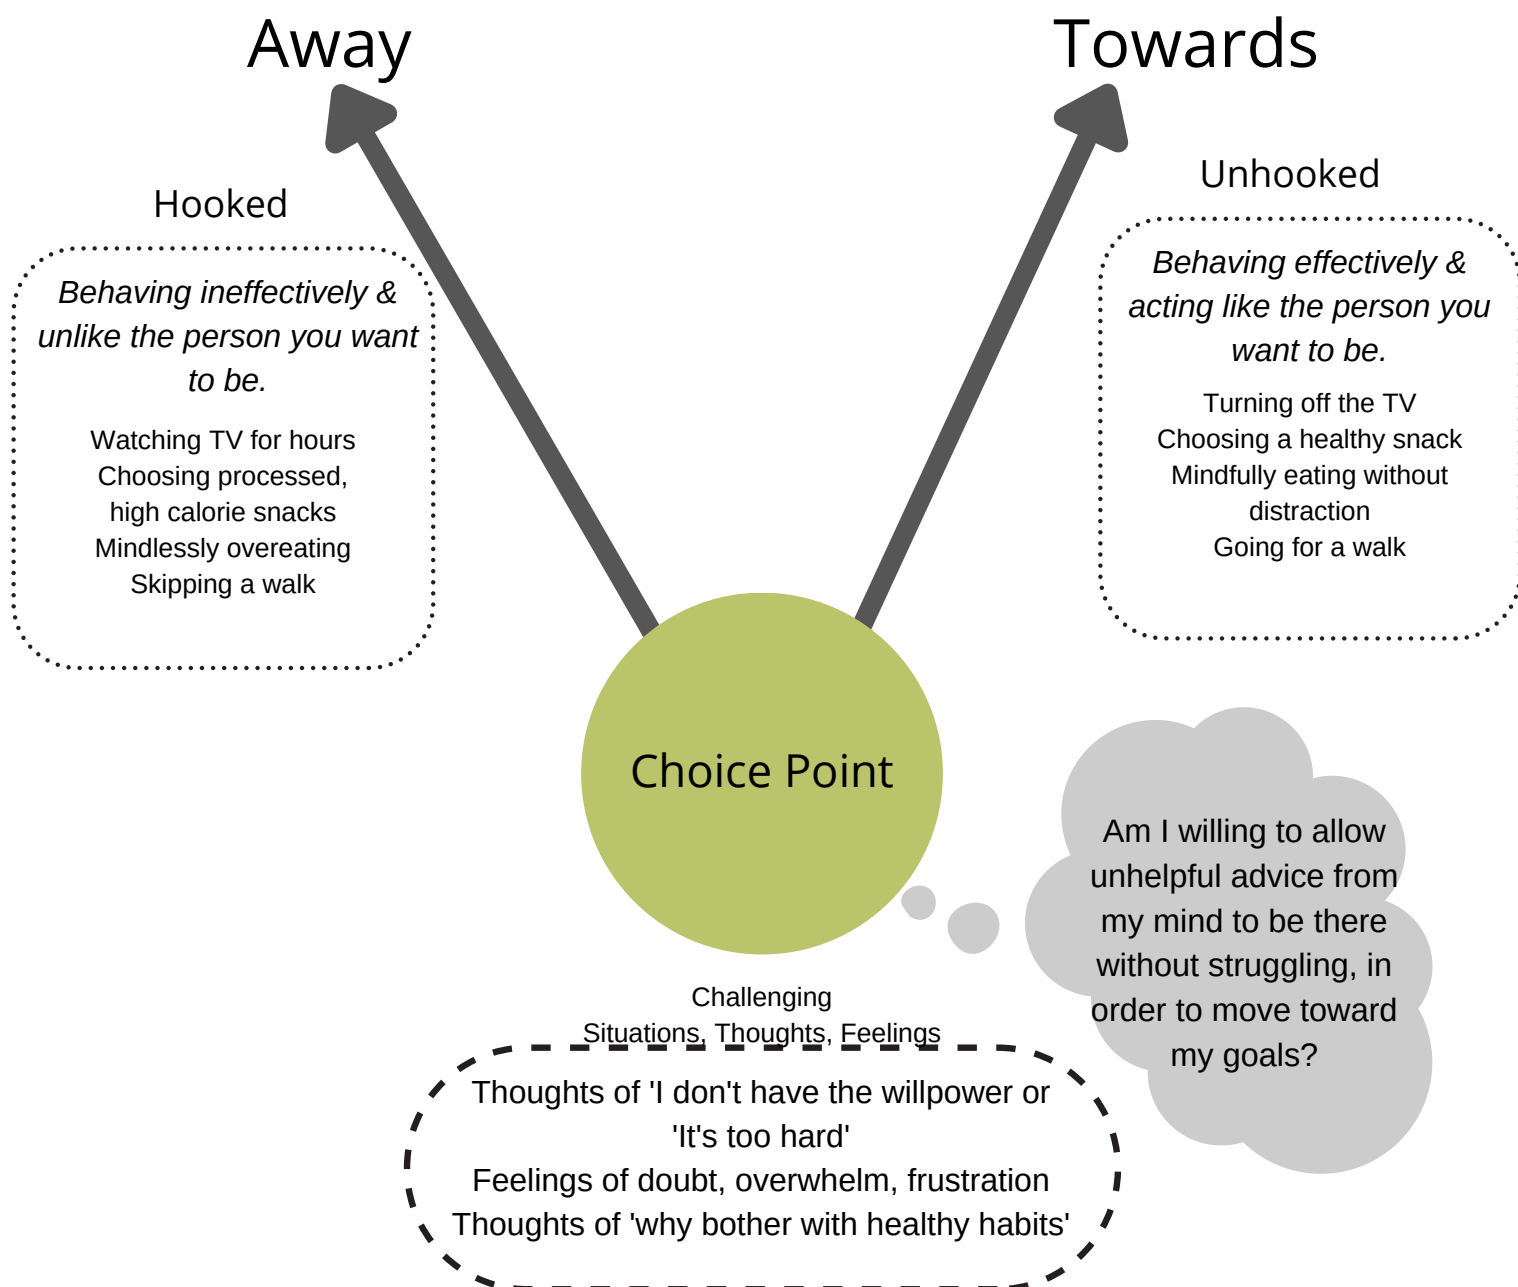 Away
Towards
Hooked
Unhooked
Behaving ineffectively &
unlike the person you want
to be.
Watching TV for hours
Choosing processed,
high calorie snacks
Mindlessly overeating
Skipping a walk
Behaving effectively &
acting like the person you
want to be.
Turning off the TV
Choosing a healthy snack
Mindfully eating without
distraction
Going for a walk
Choice Point
Am I willing to allow
unhelpful advice from
my mind to be there
without struggling, in
order to move toward
my goals?
Challenging
Situations, Thoughts, Feelings
Thoughts of 'I don't have the willpower or
'It's too hard'
Feelings of doubt, overwhelm, frustration
Thoughts of 'why bother with healthy habits'